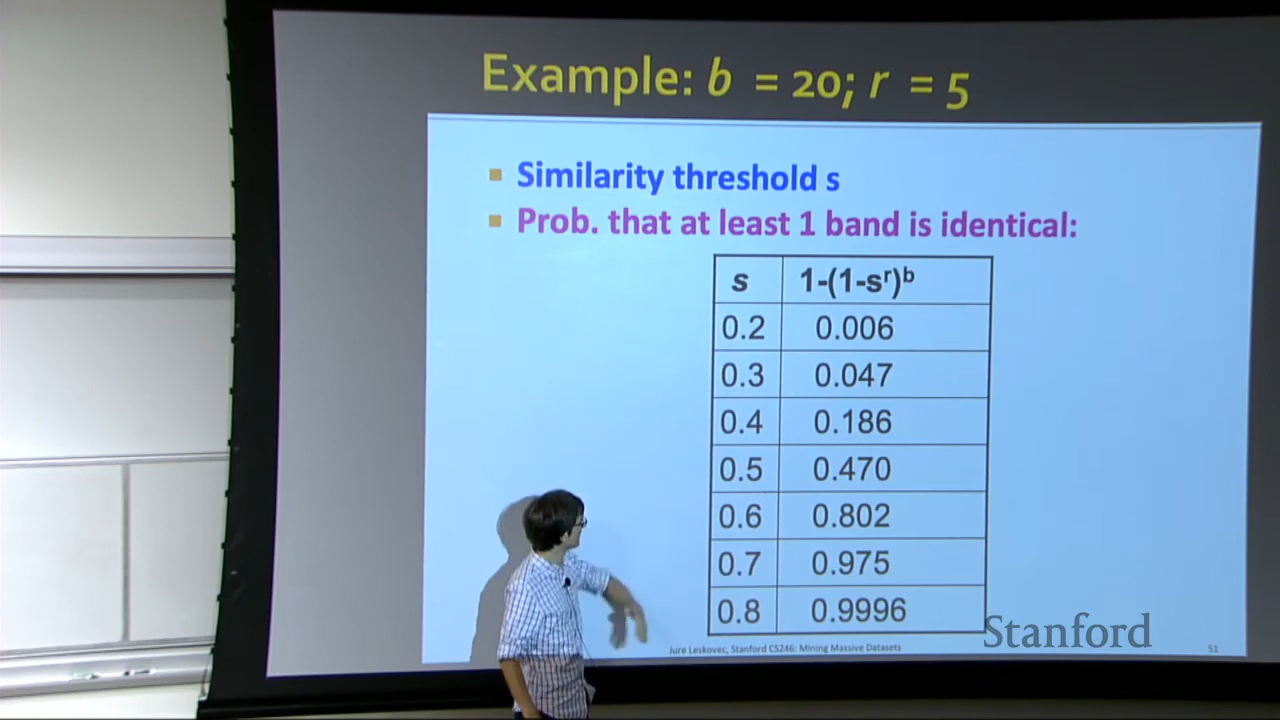 Example: b = 20; r = 5
Similarity threshold s
Prob. that at least 1 band is identical:
s 1-(1-sʳ)ᵇ
0.2 0.006
0.3 0.047
0.4 0.186
0.5 0.470
0.6 0.802
0.7 0.975
0.8 0.9996
Stanford
Jure Leskovec, Stanford CS246: Mining Massive Datasets
51